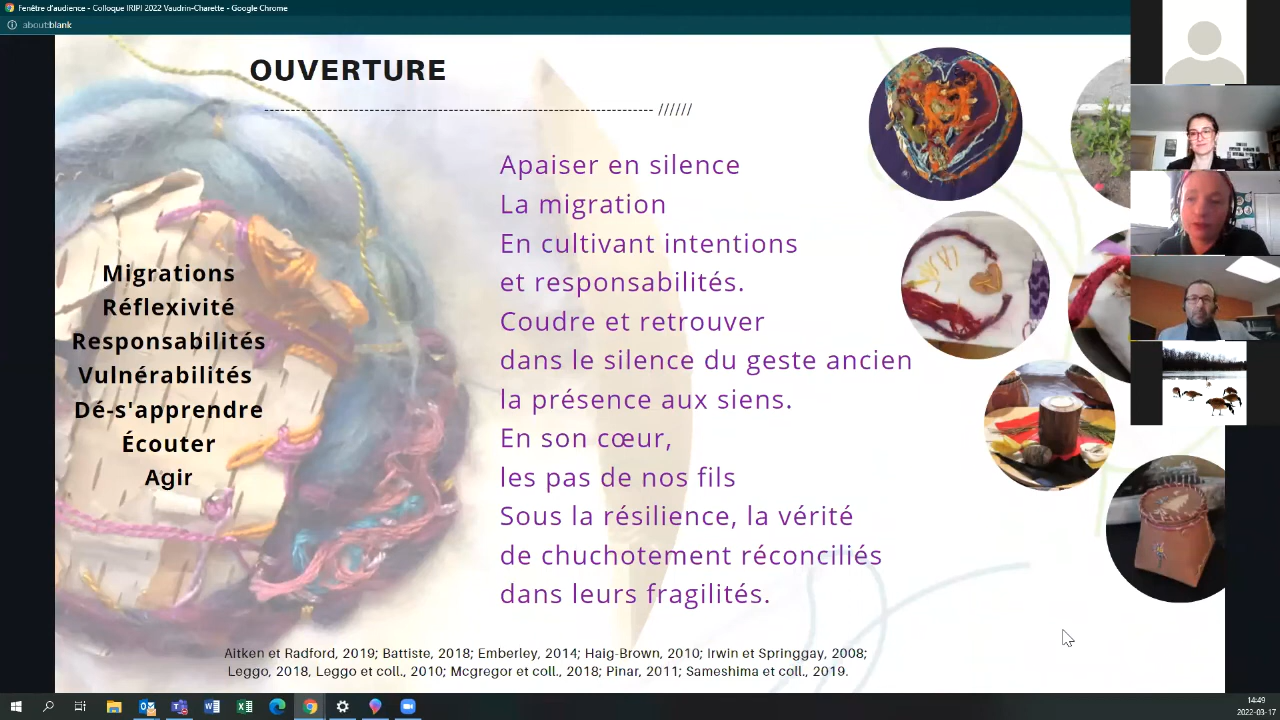 Fenêtre d'audience - Colloque IRIPI 2022 Vaudrin-Charette - Google Chrome
about:blank
OUVERTURE
//////
Apaiser en silence
La migration
En cultivant intentions
et responsabilités.
Coudre et retrouver
dans le silence du geste ancien
la présence aux siens.
En son cœur,
les pas de nos fils
Sous la résilience, la vérité
de chuchotement réconciliés
dans leurs fragilités.
Migrations
Réflexivité
Responsabilités
Vulnérabilités
Dé-s'apprendre
Écouter
Agir
Aitken et Radford, 2018; Battiste, 2018; Emberley, 2014; Haig-Brown, 2010; Irwin et Springgay, 2008;
Leggo, 2018, Leggo et coll., 2010; Mcgregor et coll., 2018; Pinar, 2011; Sameshima et coll., 2019.
14:49
2022-03-17